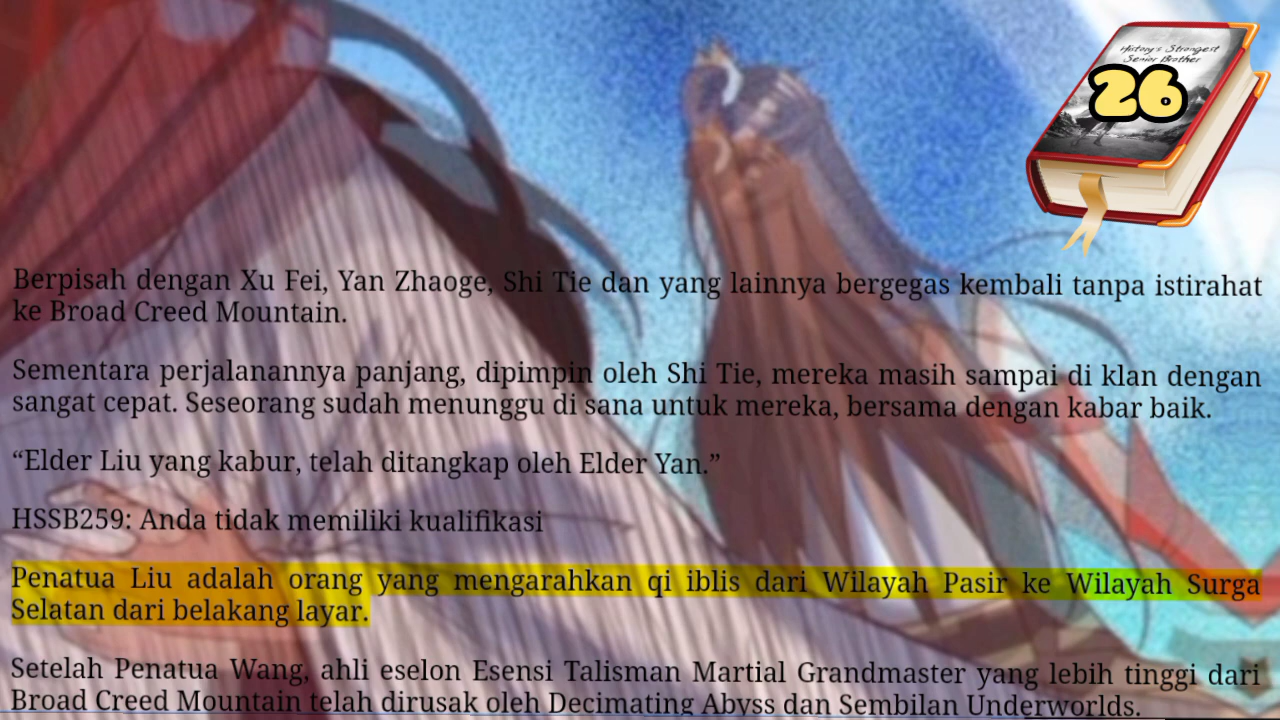 History's Strongest
Senior Brother
26
Berpisah dengan Xu Fei, Yan Zhaoge, Shi Tie dan yang lainnya bergegas kembali tanpa istirahat
ke Broad Creed Mountain.
Sementara perjalanannya panjang, dipimpin oleh Shi Tie, mereka masih sampai di klan dengan
sangat cepat. Seseorang sudah menunggu di sana untuk mereka, bersama dengan kabar baik.
“Elder Liu yang kabur, telah ditangkap oleh Elder Yan.”
HSSB259: Anda tidak memiliki kualifikasi
Penatua Liu adalah orang yang mengarahkan qi iblis dari Wilayah Pasir ke Wilayah Surga
Selatan dari belakang layar.
Setelah Penatua Wang, ahli eselon Esensi Talisman Martial Grandmaster yang lebih tinggi dari
Broad Creed Mountain telah dirusak oleh Decimating Abyss dan Sembilan Underworlds.